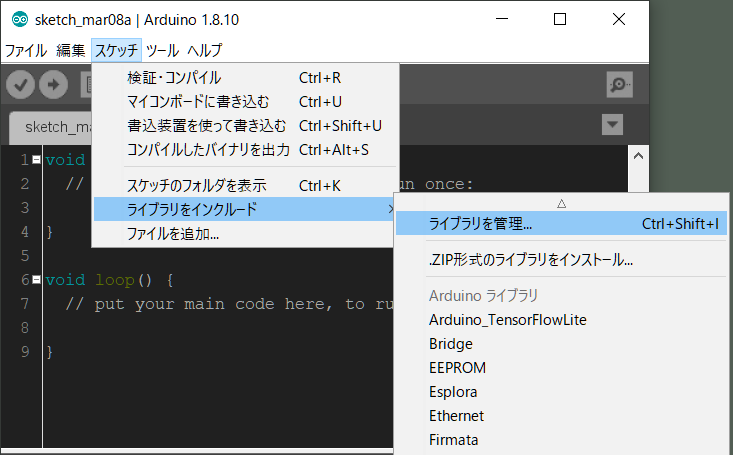 sketch_mar08a | Arduino 1.8.10
ファイル 編集 スケッチ ツール ヘルプ
検証・コンパイル Ctrl+R
マイコンボードに書き込む Ctrl+U
書込装置を使って書き込む Ctrl+Shift+U
コンパイルしたバイナリを出力 Ctrl+Alt+S
スケッチのフォルダを表示 Ctrl+K
ライブラリをインクルード
ファイルを追加...
ライブラリを管理... Ctrl+Shift+I
.ZIP形式のライブラリをインストール...
Arduino ライブラリ
Arduino_TensorFlowLite
Bridge
EEPROM
Esplora
Ethernet
Firmata
sketch_ma
1 void
2 // un once:
3
4 }
5
6 void loop() {
7 // put your main code here, to ru
8
9 }